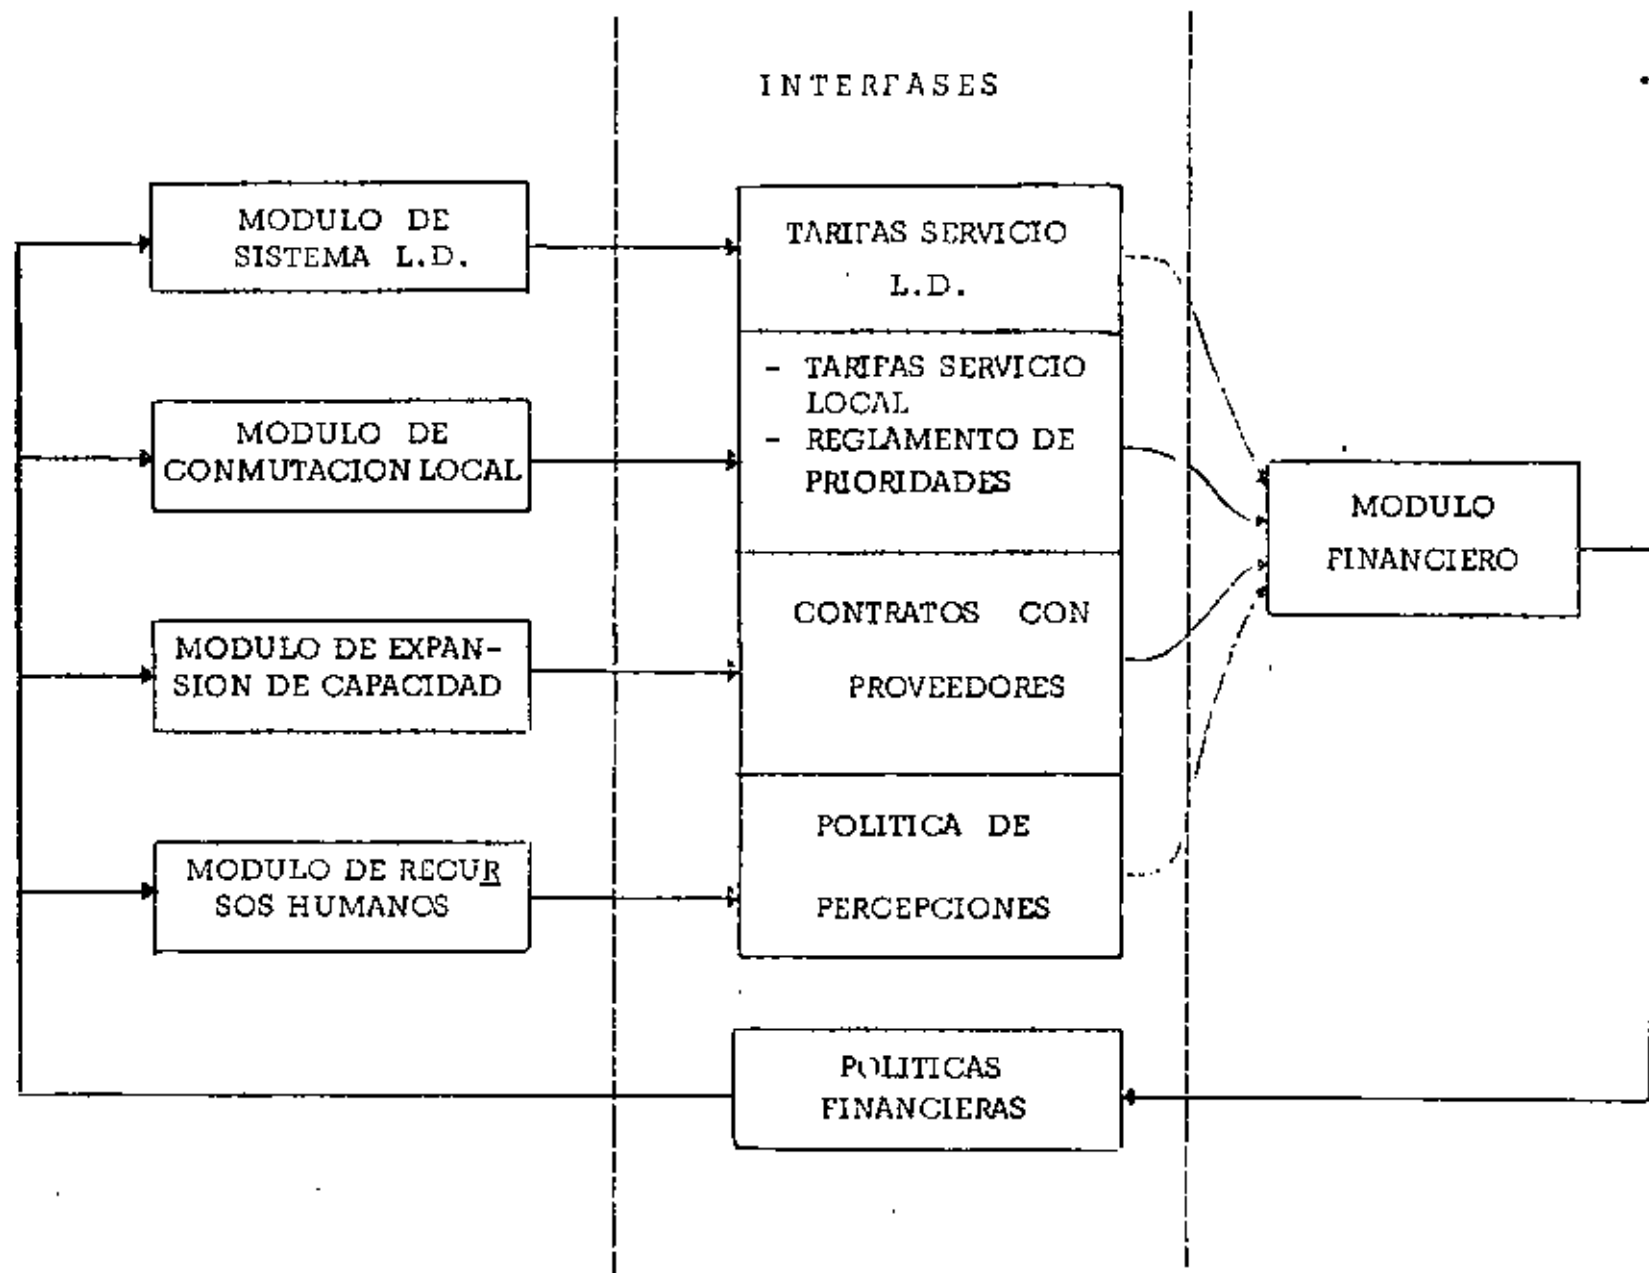 INTERFASES
MODULO DE
SISTEMA L.D.
TARIFAS SERVICIO
L.D.
MODULO DE
CONMUTACION LOCAL
- TARIFAS SERVICIO
LOCAL
- REGLAMENTO DE
PRIORIDADES
MODULO
FINANCIERO
MODULO DE EXPAN-
SION DE CAPACIDAD
CONTRATOS CON
PROVEEDORES
MODULO DE RECUR
SOS HUMANOS
POLITICA DE
PERCEPCIONES
POLITICAS
FINANCIERAS